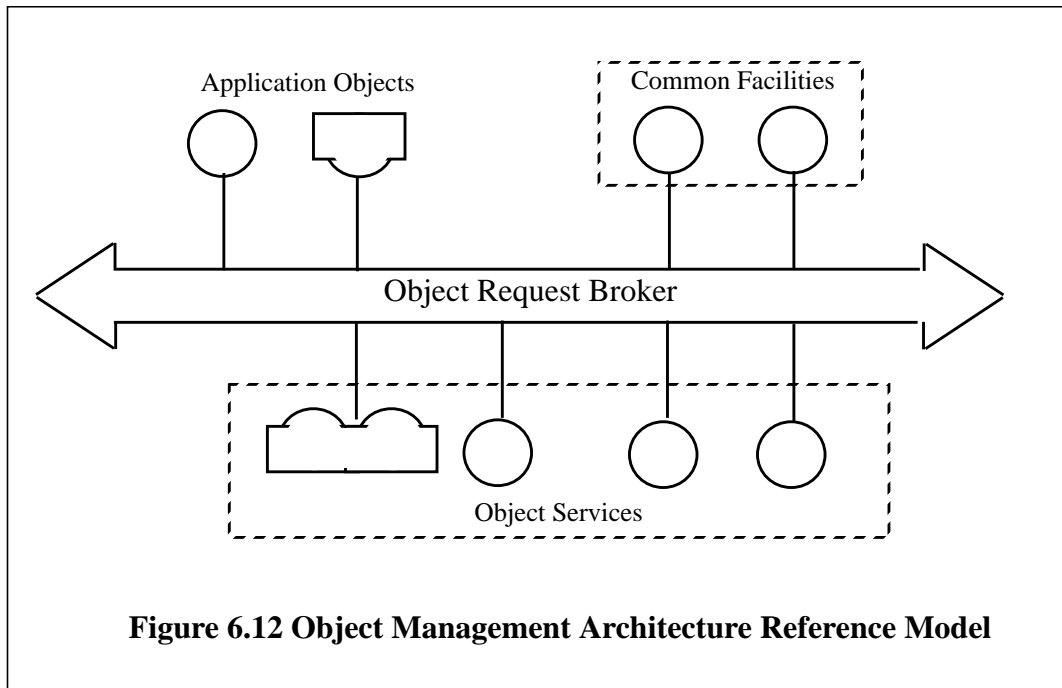 Application Objects
Common Facilities
Object Request Broker
Object Services
Figure 6.12 Object Management Architecture Reference Model